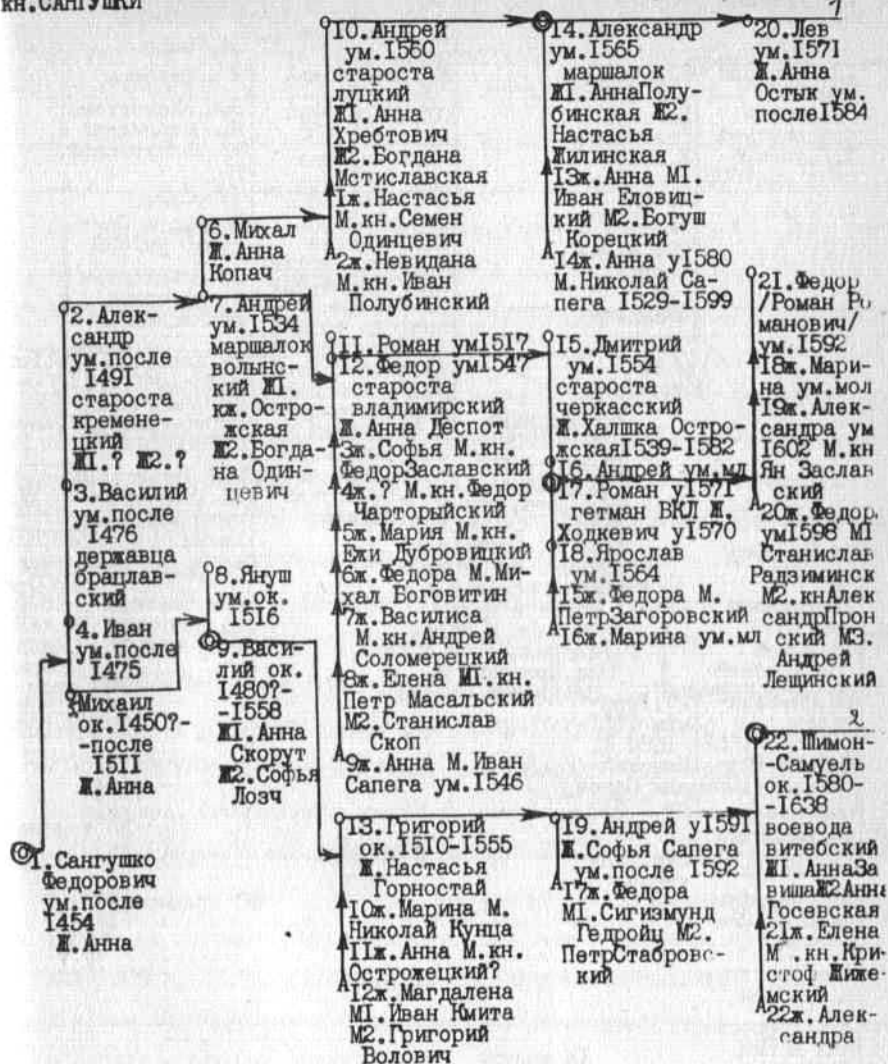 кн.САНГУШКИ
1
10.Андрей
ум.1560
староста
луцкий
Ж1.Анна
Хребтович
Ж2.Богдана
Мстиславская
1ж.Настасья
М.кн.Семен
Одинцевич
2ж.Невидана
М.кн.Иван
Полубинский
14.Александр
ум.1565
маршалок
Ж1.АннаПолу-
бинская Ж2.
Настасья
Жилинская
13ж.Анна М1.
Иван Еловиц-
кий М2.Богуш
Корецкий
14ж.Анна у1580
М.Николай Са-
пега 1529-1599
20.Лев
ум.1571
Ж.Анна
Остык ум.
после1584
6.Михал
Ж.Анна
Копач
7.Андрей
ум.1534
маршалок
волынс-
кий Ж1.
кж.Остро-
жская
Ж2.Богда-
на Один-
цевич
2.Алек-
сандр
ум.после
1491
староста
кремене-
цкий
Ж1.? Ж2.?
3.Василий
ум.после
1476
державца
брацлав-
ский
4.Иван
ум.после
1475
5Михаил
ок.1450?-
-после
1511
Ж.Анна
8.Януш
ум.ок.
1516
9.Васи-
лий ок.
1480?-
-1558
Ж1.Анна
Скорут
Ж2.Софья
Лозч
1.Сангушко
Федорович
ум.после
1454
Ж.Анна
11.Роман ум1517
12.Федор ум1547
староста
владимирский
Ж.Анна Деспот
3ж.Софья М.кн.
ФедорЗаславский
4ж.? М.кн.Федор
Чарторыйский
5ж.Мария М.кн.
Ежи Дубровицкий
6ж.Федора М.Ми-
хал Боговитин
7ж.Василиса
М.кн.Андрей
Соломерецкий
8ж.Елена М1.кн.
Петр Масальский
М2.Станислав
Скоп
9ж.Анна М.Иван
Сапега ум.1546
15.Дмитрий
ум.1554
староста
черкасский
Ж.Халшка Остро-
жская1539-1582
16.Андрей ум.мл
17.Роман у1571
гетман ВКЛ Ж.
Ходкевич у1570
18.Ярослав
ум.1564
15ж.Федора М.
ПетрЗагоровский
16ж.Марина ум.мл
21.Федор
/Роман Ро
манович/
ум.1592
18ж.Мари-
на ум.мол
19ж.Алек-
сандра ум
1602 М.кн
Ян Заслав
ский
20ж.Федор.
ум1598 М1
Станислав
Радзиминск
М2.кнАлек
сандрПрон
ский М3.
Андрей
Лещинский
13.Григорий
ок.1510-1555
Ж.Настасья
Горностай
10ж.Марина М.
Николай Кунца
11ж.Анна М.кн.
Острожецкий?
12ж.Магдалена
М1.Иван Кмита
М2.Григорий
Волович
19.Андрей у1591
Ж.Софья Сапега
ум.после 1592
17ж.Федора
М1.Сигизмунд
Гедройц М2.
ПетрСтабровс-
кий
2
22.Шимон-
-Самуель
ок.1580-
-1638
воевода
витебский
Ж1.АннаЗа
вишаЖ2Анна
Госевская
21ж.Елена
М.кн.Кри-
стоф Жиже-
мский
22ж.Алек-
сандра